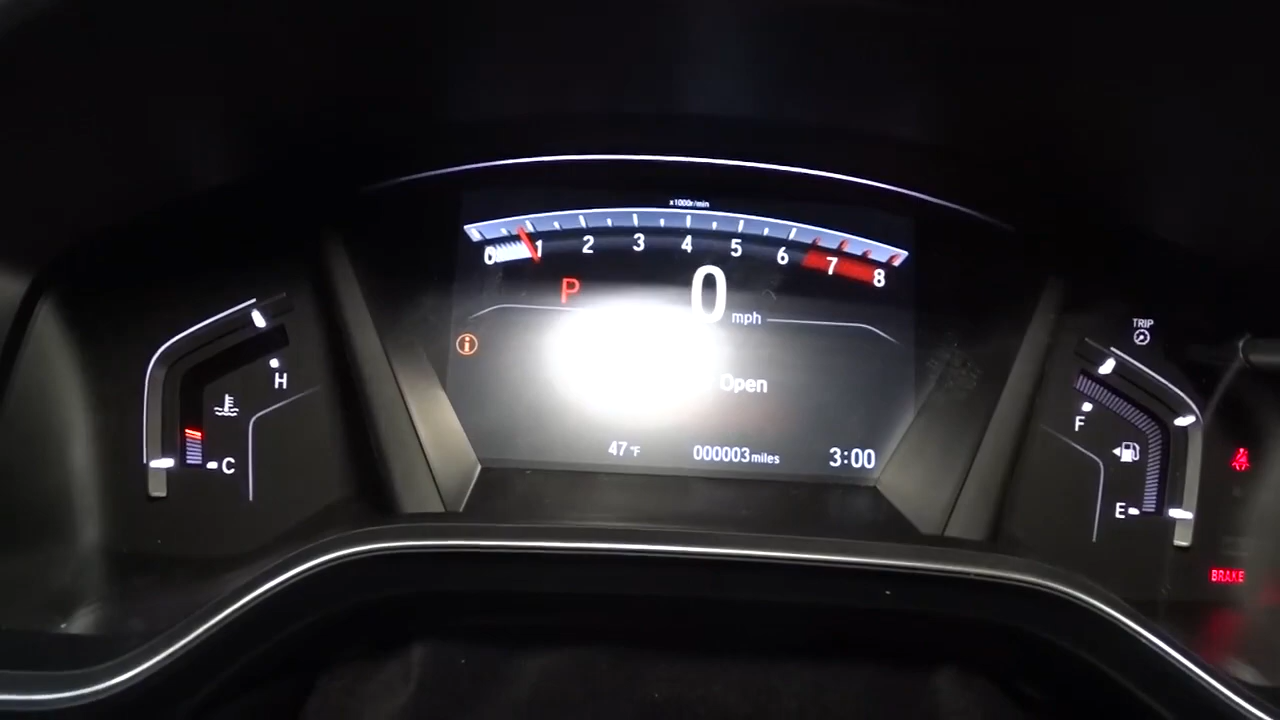 x1000r/min
0 1 2 3 4 5 6 7 8
P 0 mph
TRIP
H
Open
F
C
47°F 000003 miles 3:00
E
BRAKE